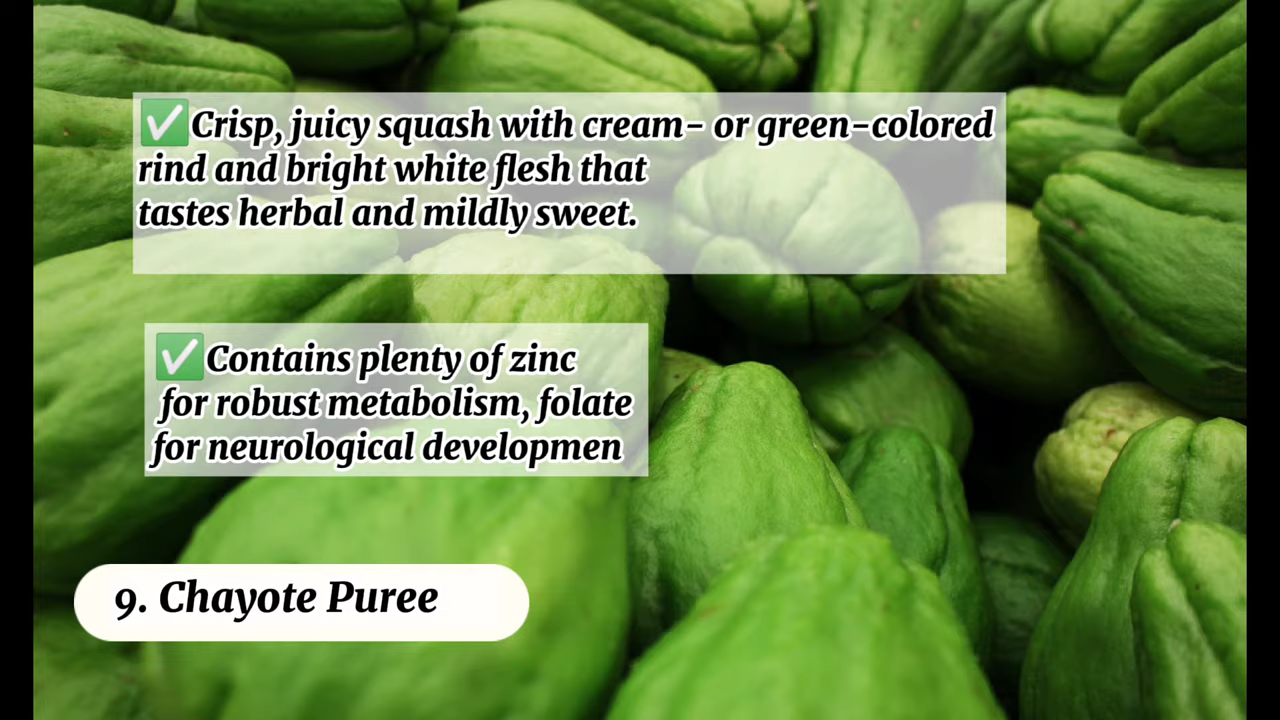 ✅Crisp, juicy squash with cream- or green-colored
rind and bright white flesh that
tastes herbal and mildly sweet.
✅Contains plenty of zinc
for robust metabolism, folate
for neurological developmen
9. Chayote Puree